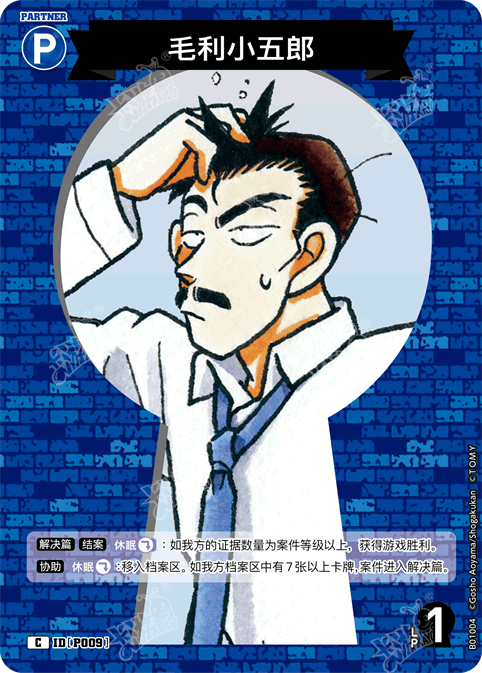 PARTNER
P
毛利小五郎
解决篇 结案 休眠：如我方的证据数量为案件等级以上，获得游戏胜利。
协助 休眠：移入档案区。如我方档案区中有7张以上卡牌,案件进入解决篇。
C ID[P009]
LP 1
B01004 ©Gosho Aoyama/Shogakukan ©TOMY